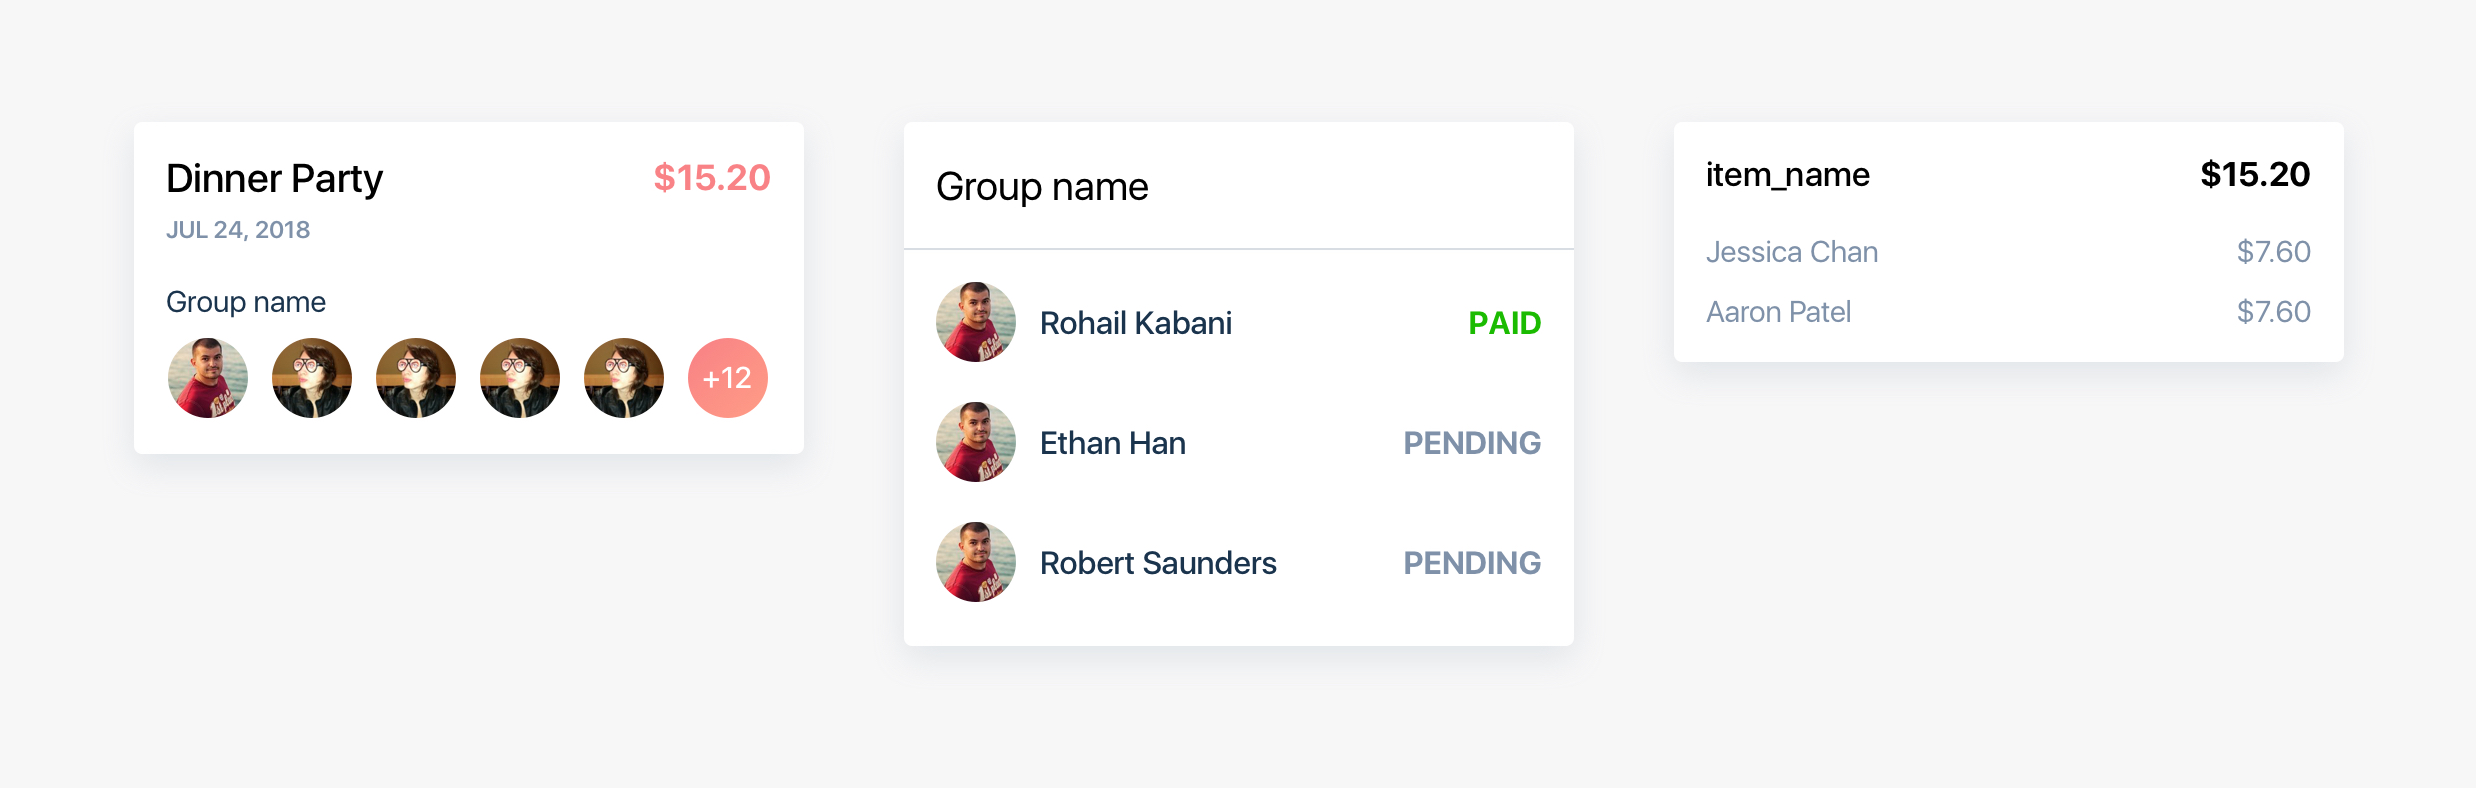 Dinner Party $15.20
JUL 24, 2018
Group name
+12
Group name
Rohail Kabani PAID
Ethan Han PENDING
Robert Saunders PENDING
item_name $15.20
Jessica Chan $7.60
Aaron Patel $7.60